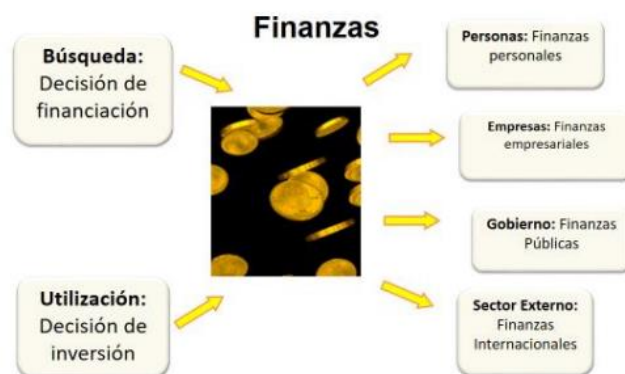 Finanzas
Búsqueda:
Decisión de
financiación
Utilización:
Decisión de
inversión
Personas: Finanzas
personales
Empresas: Finanzas
empresariales
Gobierno: Finanzas
Públicas
Sector Externo:
Finanzas
Internacionales